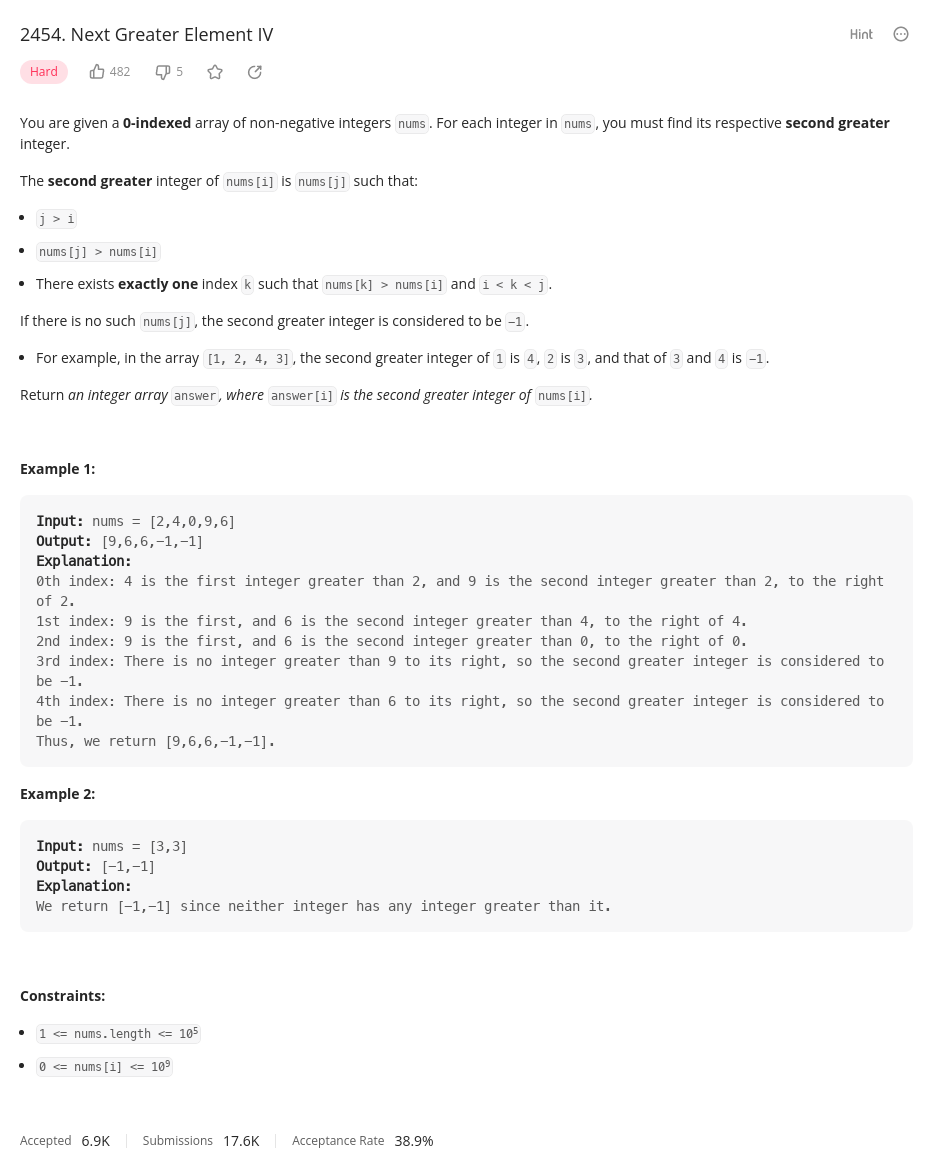 2454. Next Greater Element IV
Hint
Hard 482 5
You are given a 0-indexed array of non-negative integers nums. For each integer in nums, you must find its respective second greater
integer.
The second greater integer of nums[i] is nums[j] such that:
• j > i
• nums[j] > nums[i]
• There exists exactly one index k such that nums[k] > nums[i] and i < k < j.
If there is no such nums[j], the second greater integer is considered to be −1.
• For example, in the array [1, 2, 4, 3], the second greater integer of 1 is 4, 2 is 3, and that of 3 and 4 is −1.
Return an integer array answer, where answer[i] is the second greater integer of nums[i].
Example 1:
Input: nums = [2,4,0,9,6]
Output: [9,6,6,−1,−1]
Explanation:
0th index: 4 is the first integer greater than 2, and 9 is the second integer greater than 2, to the right
of 2.
1st index: 9 is the first, and 6 is the second integer greater than 4, to the right of 4.
2nd index: 9 is the first, and 6 is the second integer greater than 0, to the right of 0.
3rd index: There is no integer greater than 9 to its right, so the second greater integer is considered to
be −1.
4th index: There is no integer greater than 6 to its right, so the second greater integer is considered to
be −1.
Thus, we return [9,6,6,−1,−1].
Example 2:
Input: nums = [3,3]
Output: [−1,−1]
Explanation:
We return [−1,−1] since neither integer has any integer greater than it.
Constraints:
• 1 <= nums.length <= 10⁵
• 0 <= nums[i] <= 10⁹
Accepted 6.9K Submissions 17.6K Acceptance Rate 38.9%